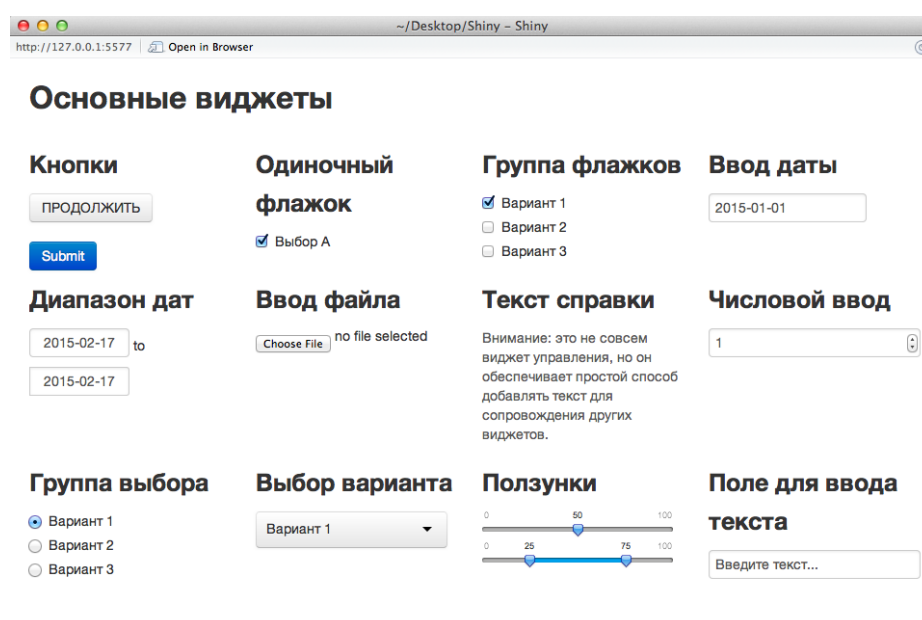 ~/Desktop/Shiny – Shiny
http://127.0.0.1:5577 Open in Browser
Основные виджеты
Кнопки
ПРОДОЛЖИТЬ
Submit
Одиночный
флажок
Выбор A
Группа флажков
Вариант 1
Вариант 2
Вариант 3
Ввод даты
2015-01-01
Диапазон дат
2015-02-17 to
2015-02-17
Ввод файла
Choose File no file selected
Текст справки
Внимание: это не совсем
виджет управления, но он
обеспечивает простой способ
добавлять текст для
сопровождения других
виджетов.
Числовой ввод
1
Группа выбора
Вариант 1
Вариант 2
Вариант 3
Выбор варианта
Вариант 1
Ползунки
0 50 100
0 25 75 100
Поле для ввода
текста
Введите текст...